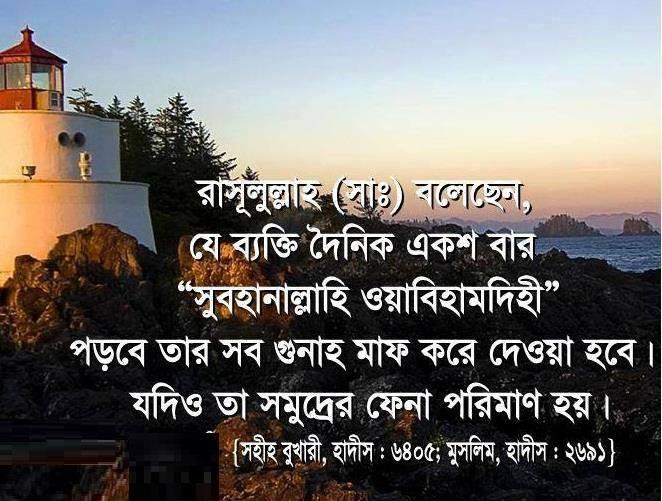 রাসূলুল্লাহ (সাঃ) বলেছেন,
যে ব্যক্তি দৈনিক একশ বার
“সুবহানাল্লাহি ওয়াবিহামদিহী”
পড়বে তার সব গুনাহ মাফ করে দেওয়া হবে।
যদিও তা সমুদ্রের ফেনা পরিমাণ হয়।
{সহীহ বুখারী, হাদীস : ৬৪০৫; মুসলিম, হাদীস : ২৬৯১}